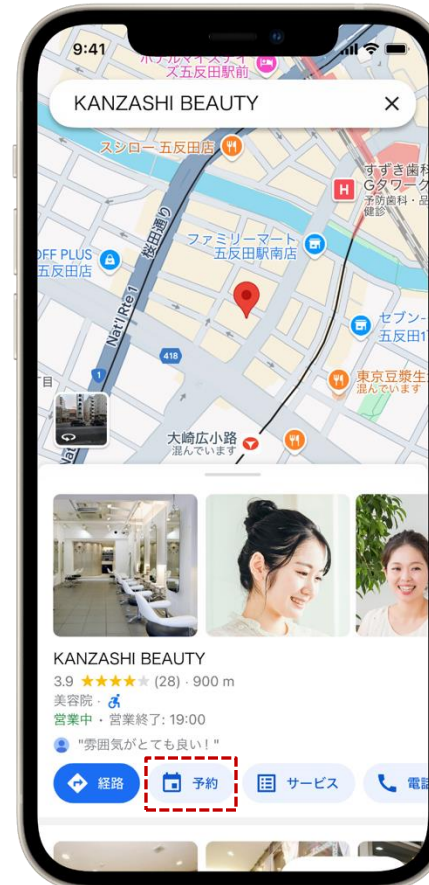 9:41
ホテルマイステイ
ズ五反田駅前
KANZASHI BEAUTY
スシロー 五反田店
すずき歯科
Gタワーク
予防歯科・品
健診
H
桜田通り
ファミリーマート
五反田駅南店
OFF PLUS
五反田店
Nat'l Rte 1
セブン-
五反田1
418
東京豆漿生
混んでいます
目
1
大崎広小路
混んでいます
KANZASHI BEAUTY
3.9 ★★★★★ (28) · 900 m
美容院 ·
営業中 · 営業終了: 19:00
"雰囲気がとても良い！"
経路
予約
サービス
電話